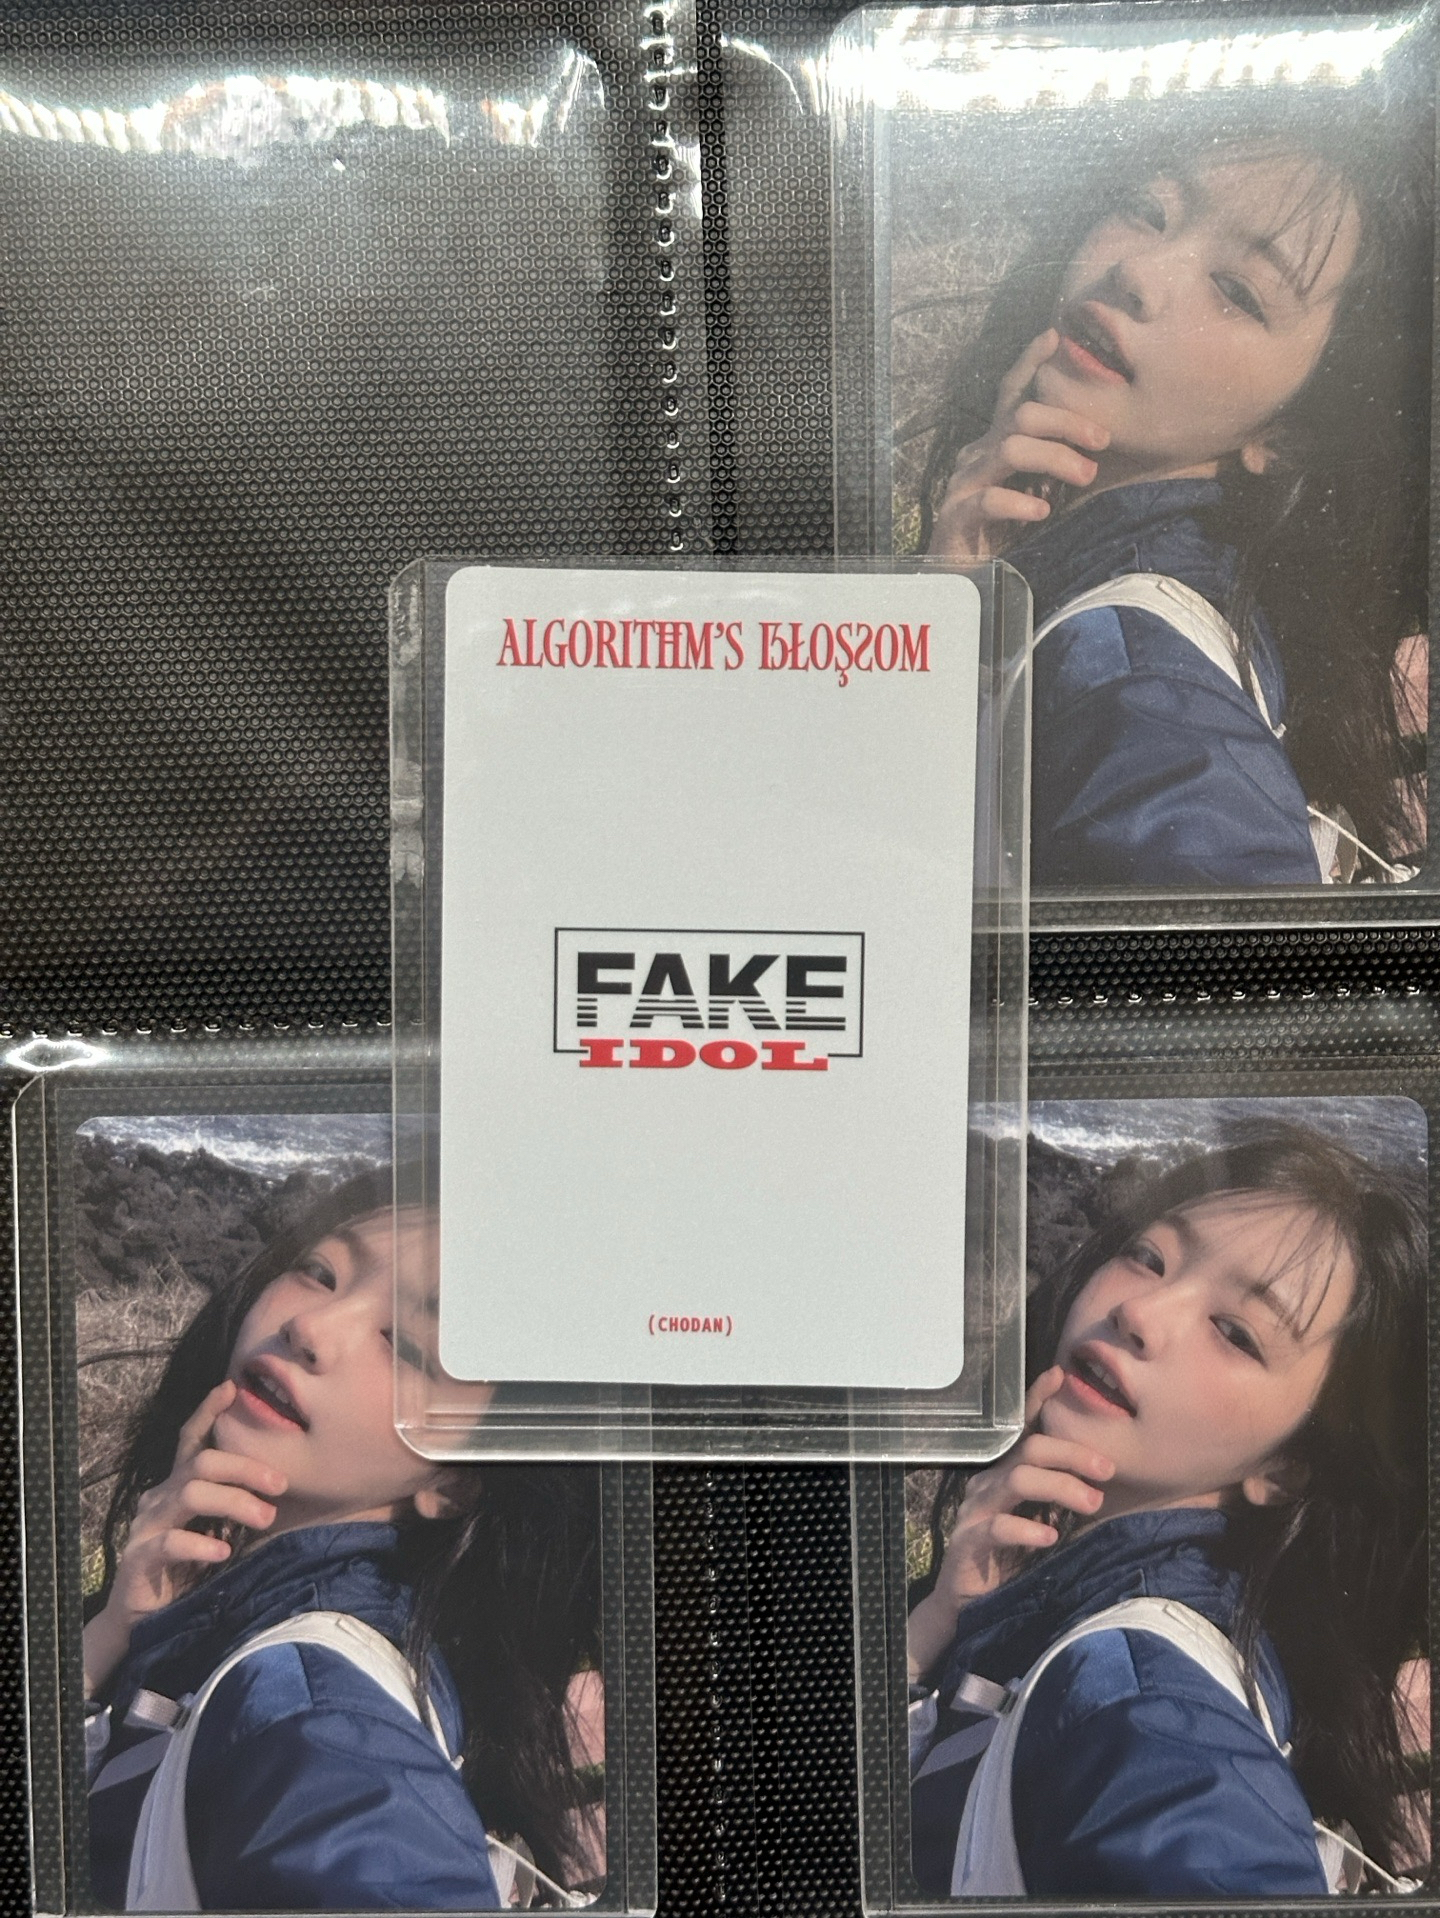 ALGORITHM'S BLOSSOM
FAKE
IDOL
(CHODAN)